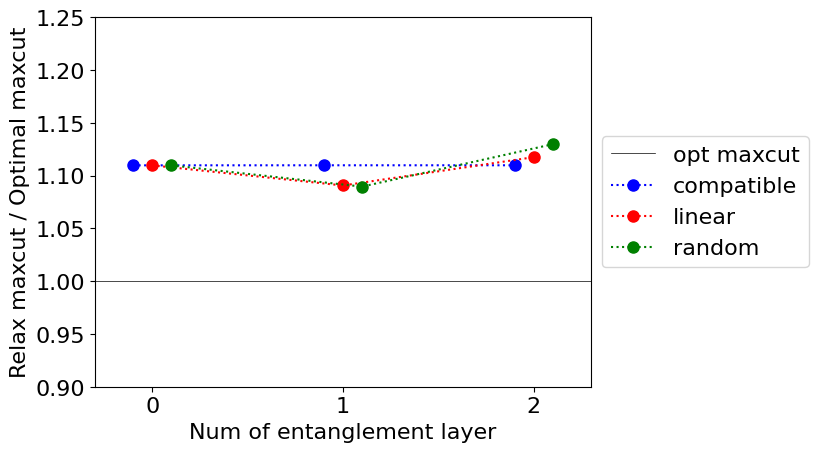 Relax maxcut / Optimal maxcut
1.25
1.20
1.15
1.10
1.05
1.00
0.95
0.90
0
1
2
Num of entanglement layer
opt maxcut
compatible
linear
random